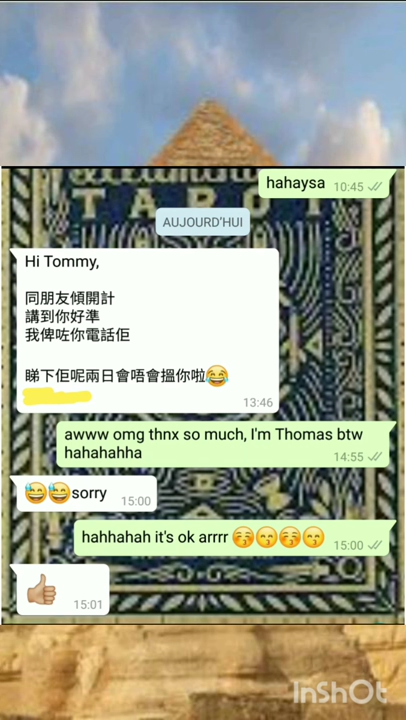 TAROT
hahaysa 10:45
AUJOURD'HUI
Hi Tommy,
同朋友傾開計
講到你好準
我俾咗你電話佢
睇下佢呢兩日會唔會搵你啦😂
13:46
awww omg thnx so much, I'm Thomas btw
hahahahha 14:55
😅😅sorry 15:00
hahhahah it's ok arrrr 😚😙😚😙 15:00
👍🏼 15:01
InShOt